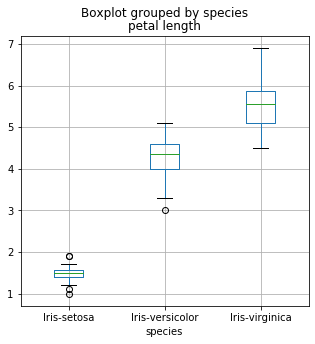 Boxplot grouped by species
petal length
7
6
5
4
3
2
1
Iris-setosa Iris-versicolor Iris-virginica
species